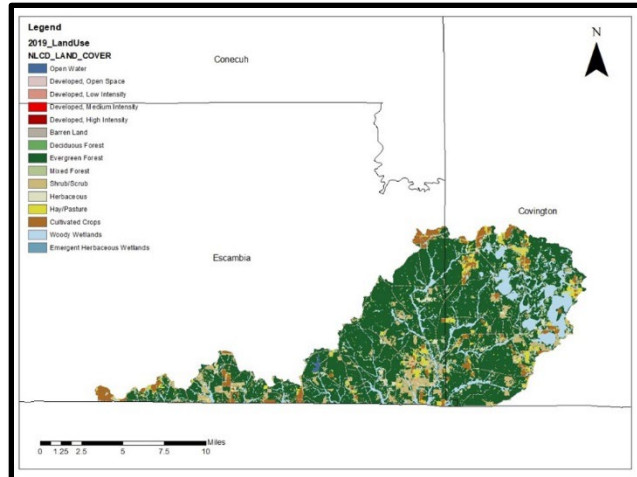 Legend
2019_LandUse
NLCD_LAND_COVER
Open Water
Developed, Open Space
Developed, Low Intensity
Developed, Medium Intensity
Developed, High Intensity
Barren Land
Deciduous Forest
Evergreen Forest
Mixed Forest
Shrub/Scrub
Herbaceous
Hay/Pasture
Cultivated Crops
Woody Wetlands
Emergent Herbaceous Wetlands
Conecuh
N
Covington
Escambia
Miles
0 1.25 2.5 5 7.5 10